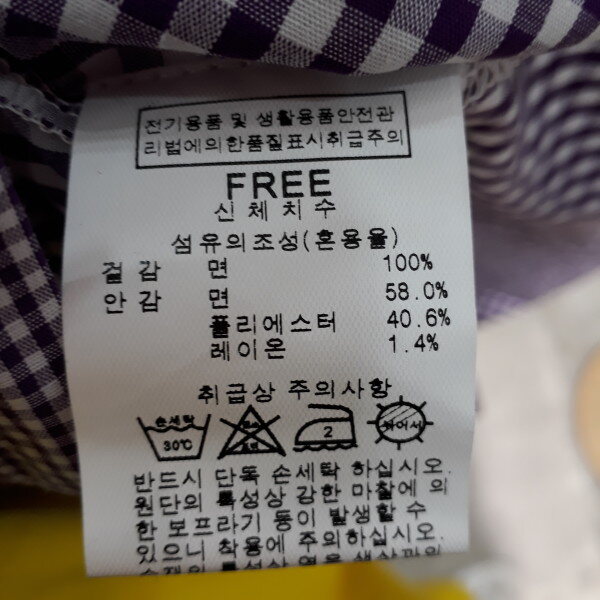 전기용품 및 생활용품안전관
리법에의한품질표시취급주의
FREE
신체치수
섬유의조성(혼용율)
겉감 면 100%
안감 면 58.0%
폴리에스터 40.6%
레이온 1.4%
취급상 주의사항
손세탁 30℃ 2 뉘어서
반드시 단독 손세탁 하십시오.
원단의 특성상 강한 마찰에 의
한 보프라기 등이 발생할 수
있으니 착용에 주의하십시오.